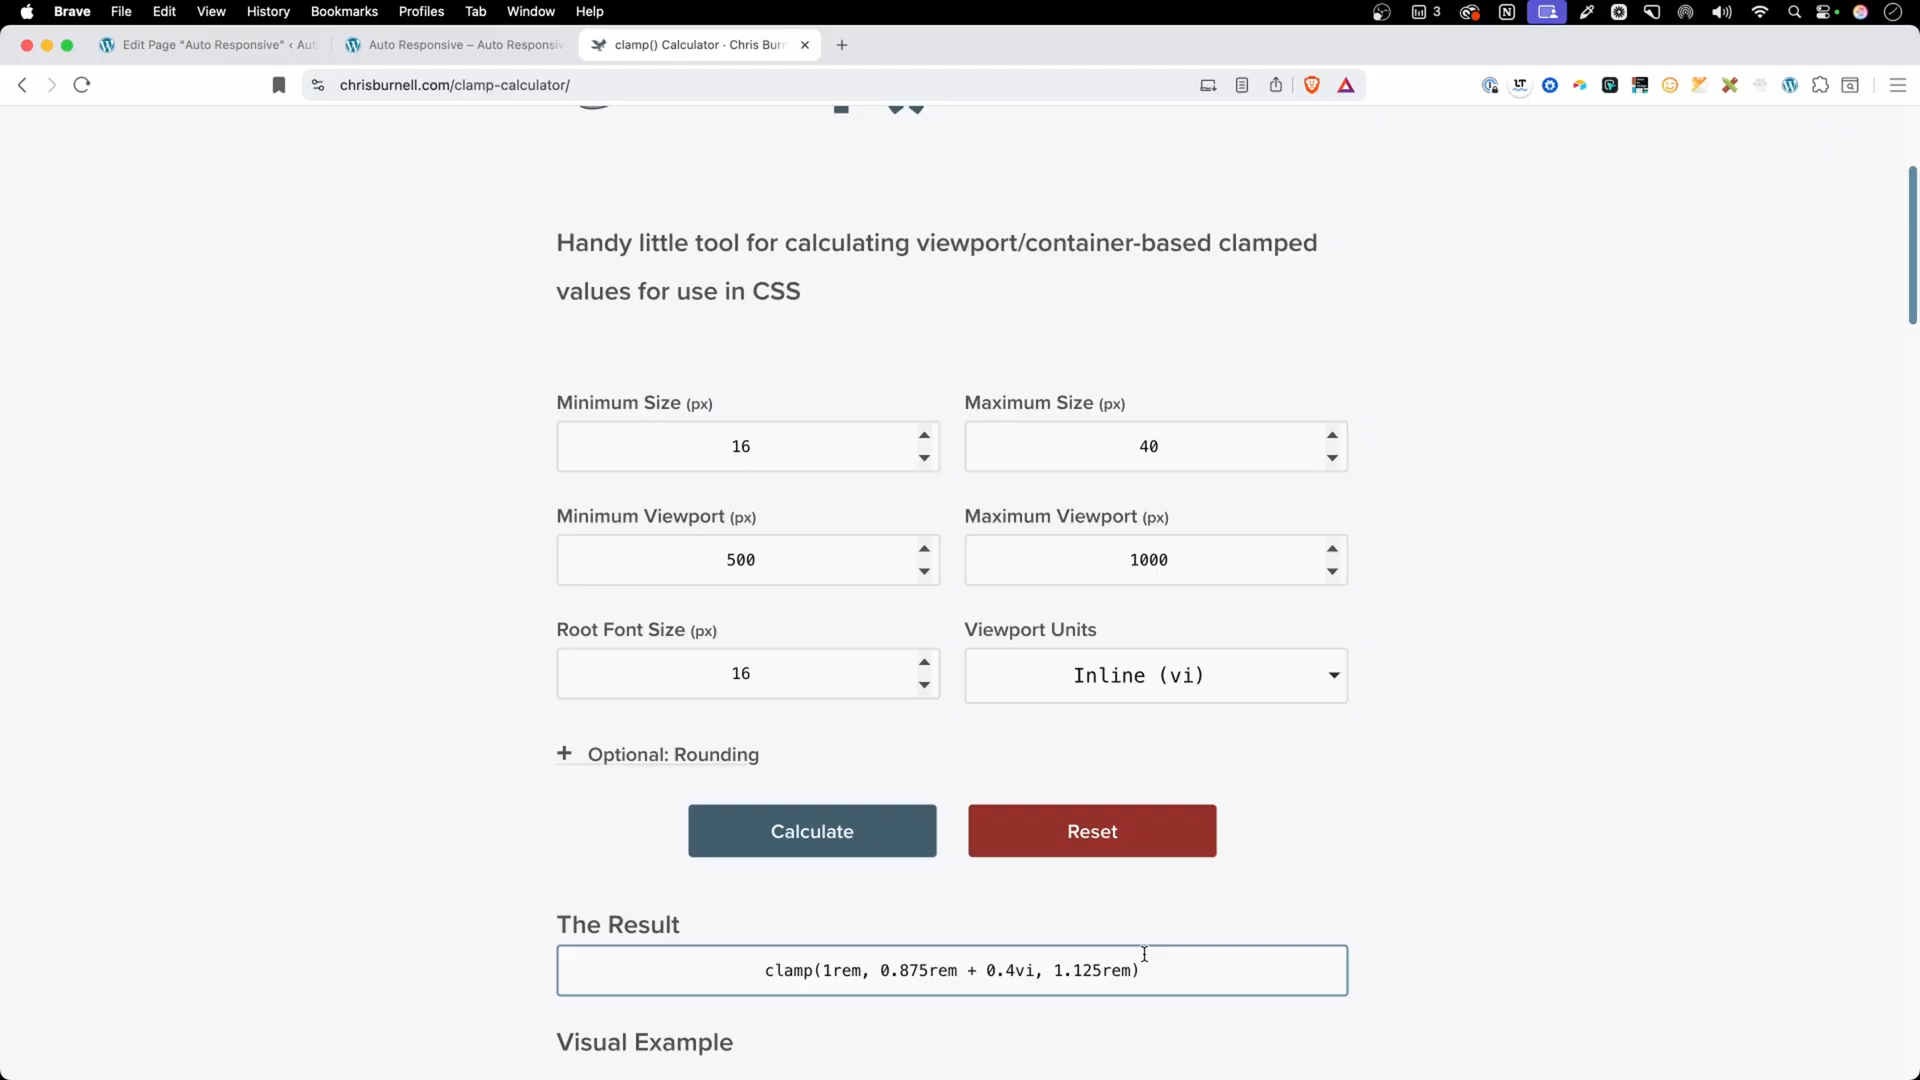 Brave File Edit View History Bookmarks Profiles Tab Window Help 3
Edit Page "Auto Responsive" ‹ Aut
Auto Responsive – Auto Responsiv
clamp() Calculator · Chris Bur
chrisburnell.com/clamp-calculator/
Handy little tool for calculating viewport/container-based clamped
values for use in CSS
Minimum Size (px) Maximum Size (px)
16 40
Minimum Viewport (px) Maximum Viewport (px)
500 1000
Root Font Size (px) Viewport Units
16 Inline (vi)
+ Optional: Rounding
Calculate Reset
The Result
clamp(1rem, 0.875rem + 0.4vi, 1.125rem)
Visual Example